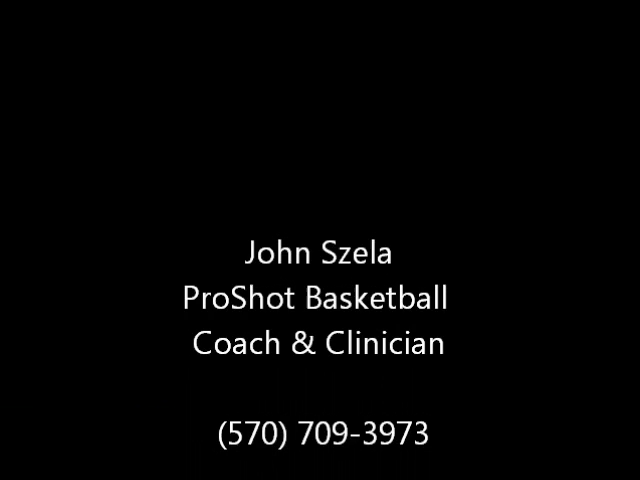 John Szela
ProShot Basketball
Coach & Clinician
(570) 709-3973